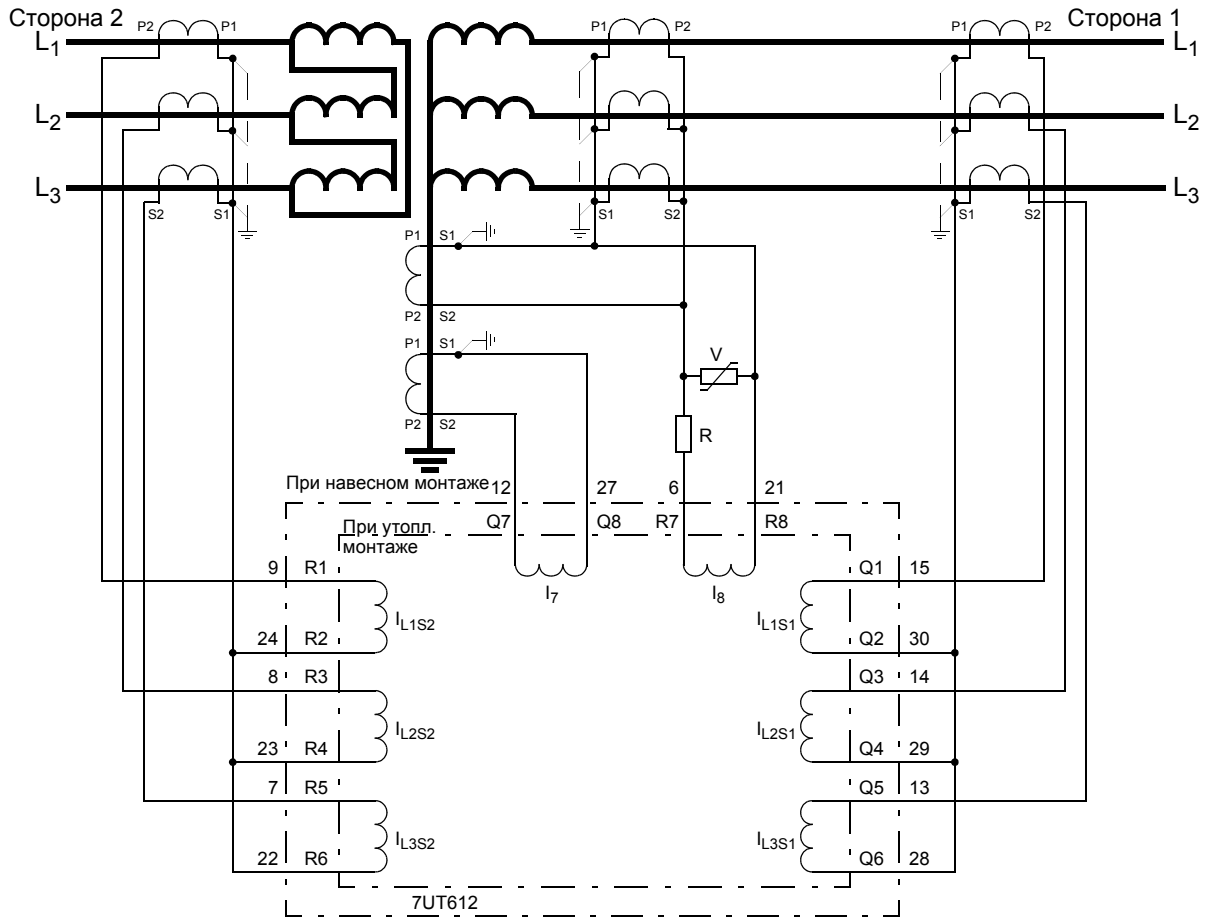 Сторона 2
Сторона 1
P2 P1
P1 P2
P1 P2
L1
L1
L2
L2
L3
L3
S2 S1
S1 S2
S1 S2
P1 S1
P2 S2
P1 S1
P2 S2
V
R
При навесном монтаже
12 27 6 21
Q7 Q8 R7 R8
При утопл.
монтаже
I7
I8
9 R1
Q1 15
IL1S2
IL1S1
24 R2
Q2 30
8 R3
Q3 14
IL2S2
IL2S1
23 R4
Q4 29
7 R5
Q5 13
IL3S2
IL3S1
22 R6
Q6 28
7UT612